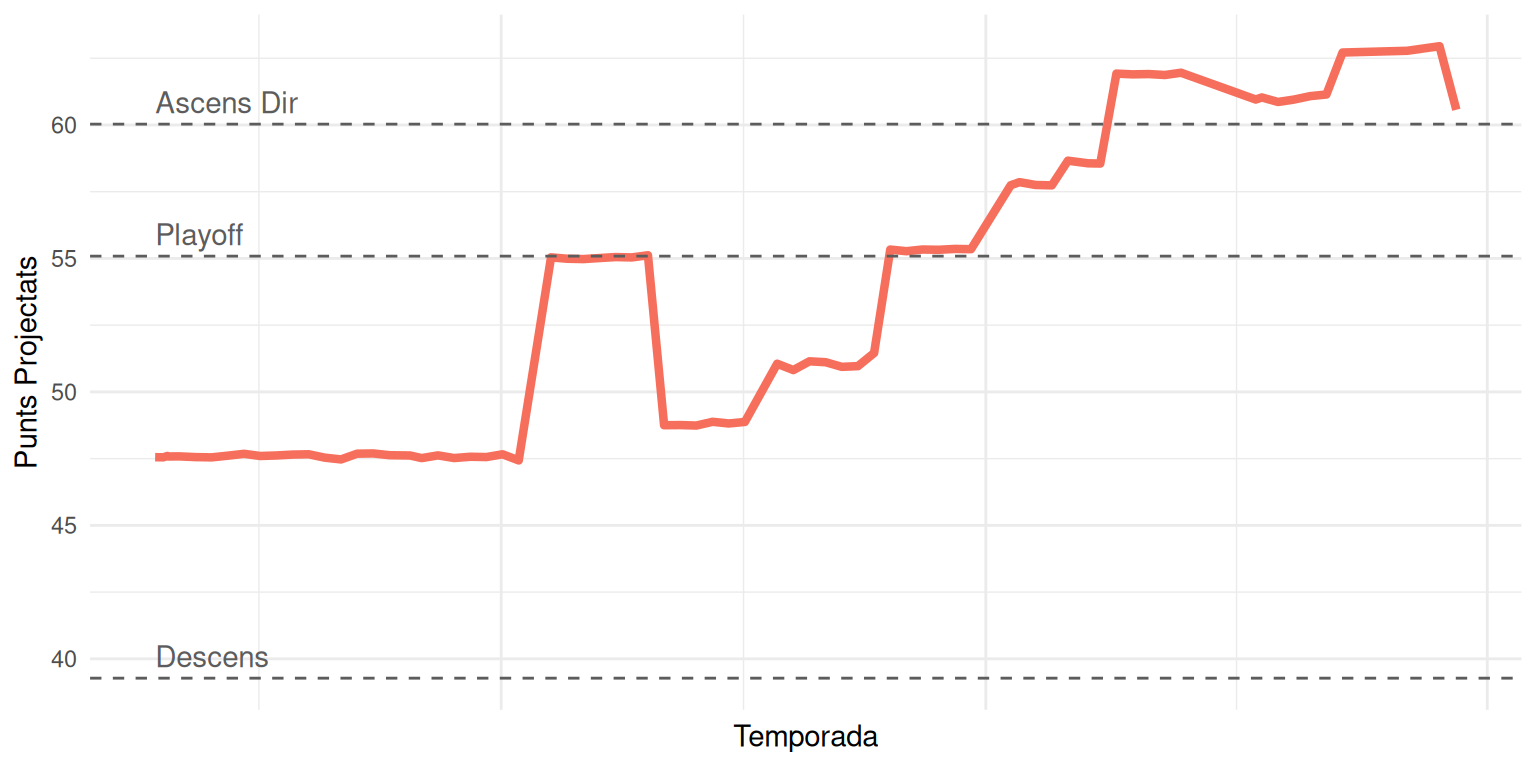 Ascens Dir
60
Playoff
55
50
45
Descens
40
Punts Projectats
Temporada